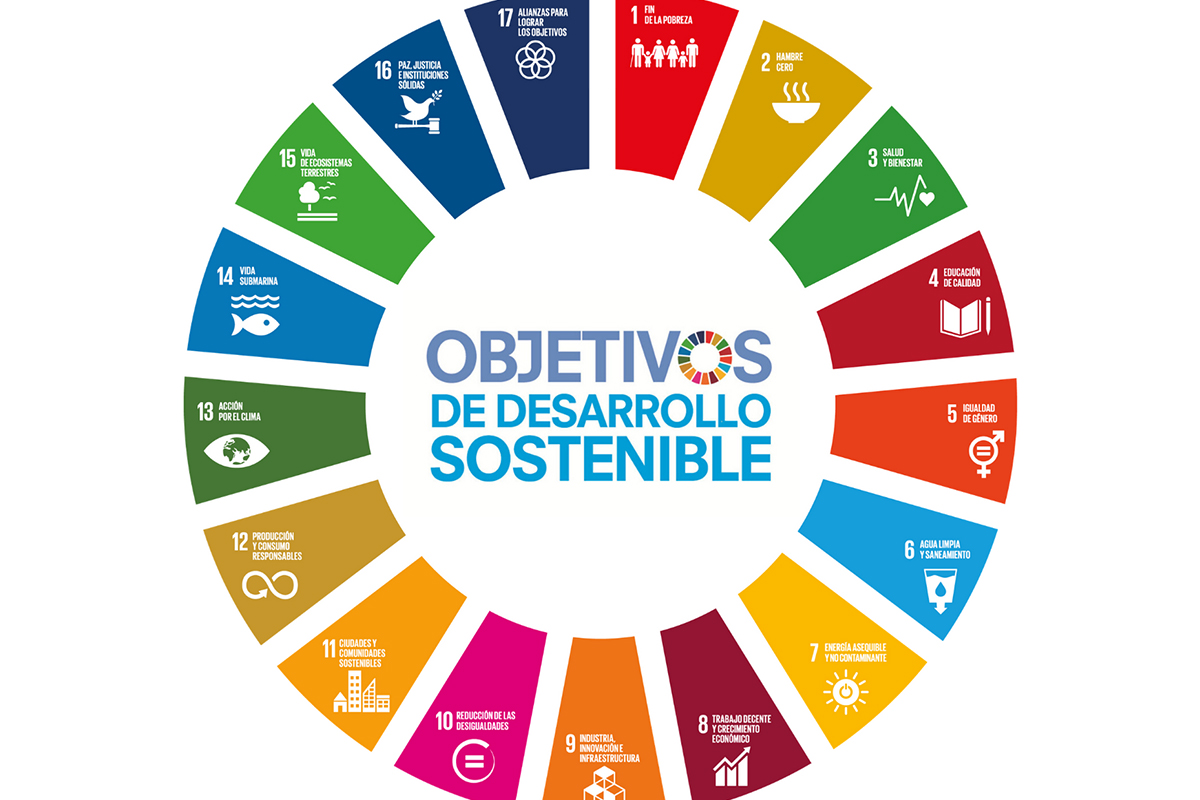 1 FIN
DE LA POBREZA
2 HAMBRE
CERO
3 SALUD
Y BIENESTAR
4 EDUCACIÓN
DE CALIDAD
5 IGUALDAD
DE GÉNERO
6 AGUA LIMPIA
Y SANEAMIENTO
7 ENERGÍA ASEQUIBLE
Y NO CONTAMINANTE
8 TRABAJO DECENTE
Y CRECIMIENTO
ECONÓMICO
9 INDUSTRIA,
INNOVACIÓN E
INFRAESTRUCTURA
10 REDUCCIÓN DE LAS
DESIGUALDADES
11 CIUDADES Y
COMUNIDADES
SOSTENIBLES
12 PRODUCCIÓN
Y CONSUMO
RESPONSABLES
13 ACCIÓN
POR EL CLIMA
14 VIDA
SUBMARINA
15 VIDA
DE ECOSISTEMAS
TERRESTRES
16 PAZ, JUSTICIA
E INSTITUCIONES
SÓLIDAS
17 ALIANZAS PARA
LOGRAR
LOS OBJETIVOS
OBJETIVOS
DE DESARROLLO
SOSTENIBLE